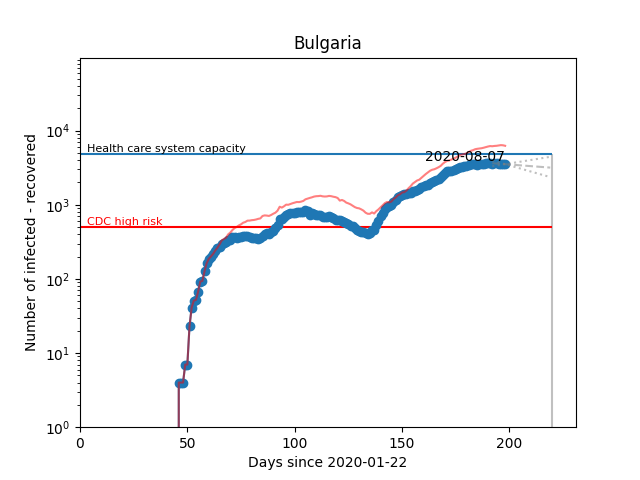 Bulgaria
Number of infected - recovered
10^4
10^3
10^2
10^1
10^0
Health care system capacity
2020-08-07
CDC high risk
0
50
100
150
200
Days since 2020-01-22